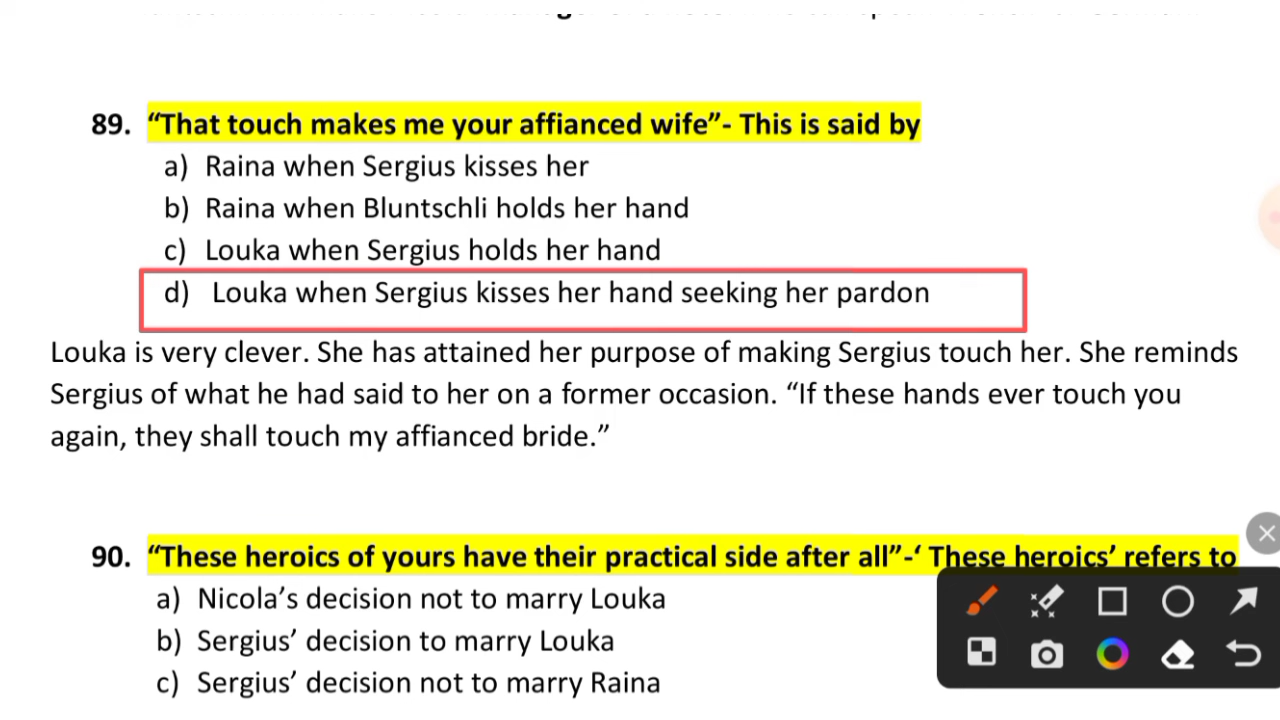 89. “That touch makes me your affianced wife”- This is said by
a) Raina when Sergius kisses her
b) Raina when Bluntschli holds her hand
c) Louka when Sergius holds her hand
d) Louka when Sergius kisses her hand seeking her pardon
Louka is very clever. She has attained her purpose of making Sergius touch her. She reminds
Sergius of what he had said to her on a former occasion. “If these hands ever touch you
again, they shall touch my affianced bride.”
90. “These heroics of yours have their practical side after all”-‘ These heroics’ refers to
a) Nicola’s decision not to marry Louka
b) Sergius’ decision to marry Louka
c) Sergius’ decision not to marry Raina